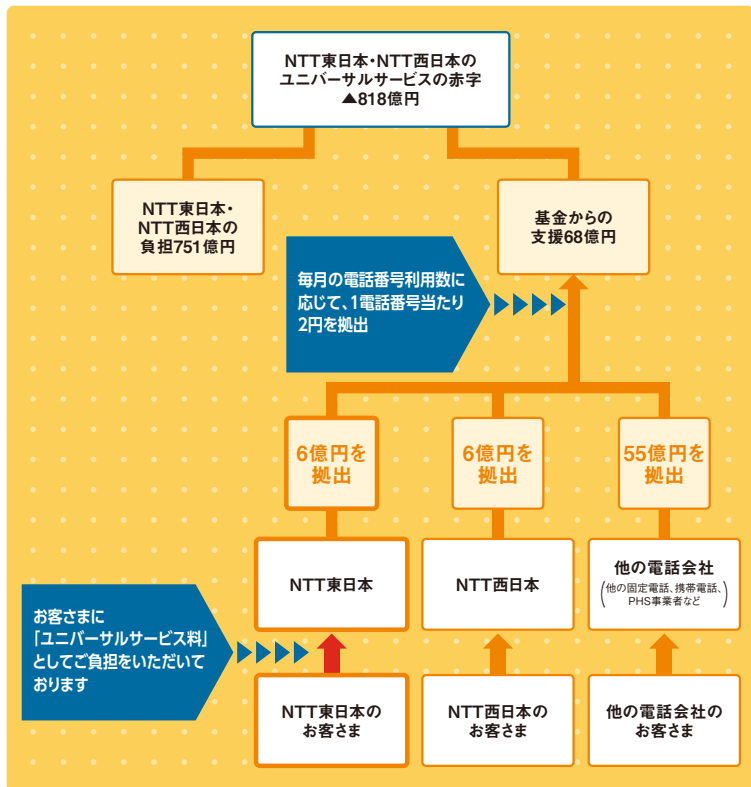 NTT東日本・NTT西日本の
ユニバーサルサービスの赤字
▲818億円
NTT東日本・
NTT西日本の
負担751億円
基金からの
支援68億円
毎月の電話番号利用数に
応じて、1電話番号当たり
2円を拠出
6億円を
拠出
6億円を
拠出
55億円を
拠出
NTT東日本
NTT西日本
他の電話会社
(他の固定電話、携帯電話、
PHS事業者など)
お客さまに
「ユニバーサルサービス料」
としてご負担をいただいて
おります
NTT東日本の
お客さま
NTT西日本の
お客さま
他の電話会社の
お客さま